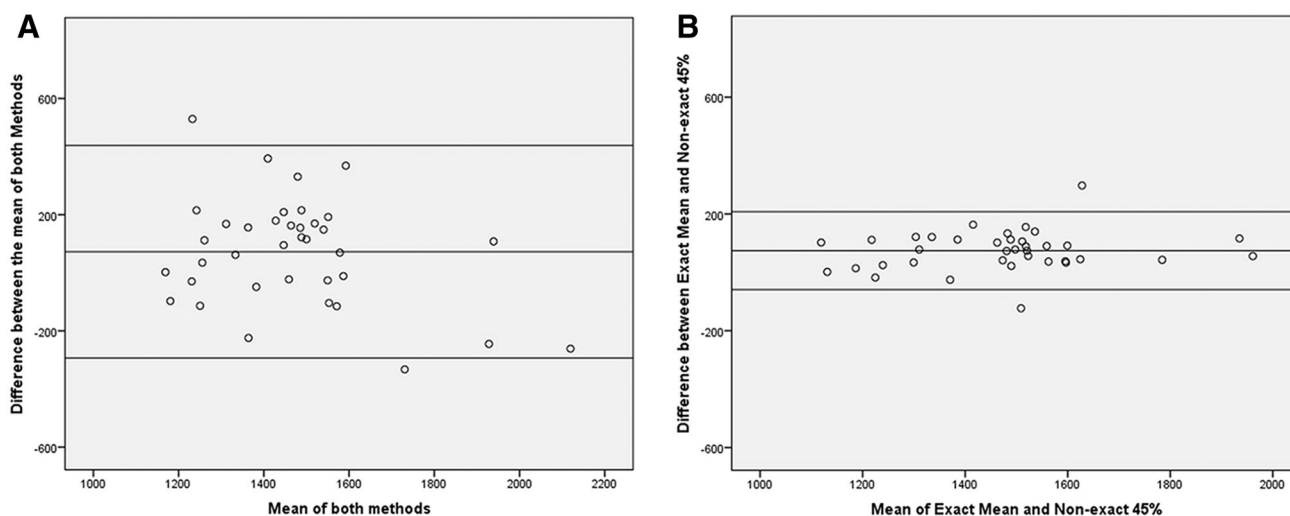 A
Difference between the mean of both Methods
600
200
-200
-600
1000 1200 1400 1600 1800 2000 2200
Mean of both methods
B
Difference between Exact Mean and Non-exact 45%
600
200
-200
-600
1000 1200 1400 1600 1800 2000
Mean of Exact Mean and Non-exact 45%